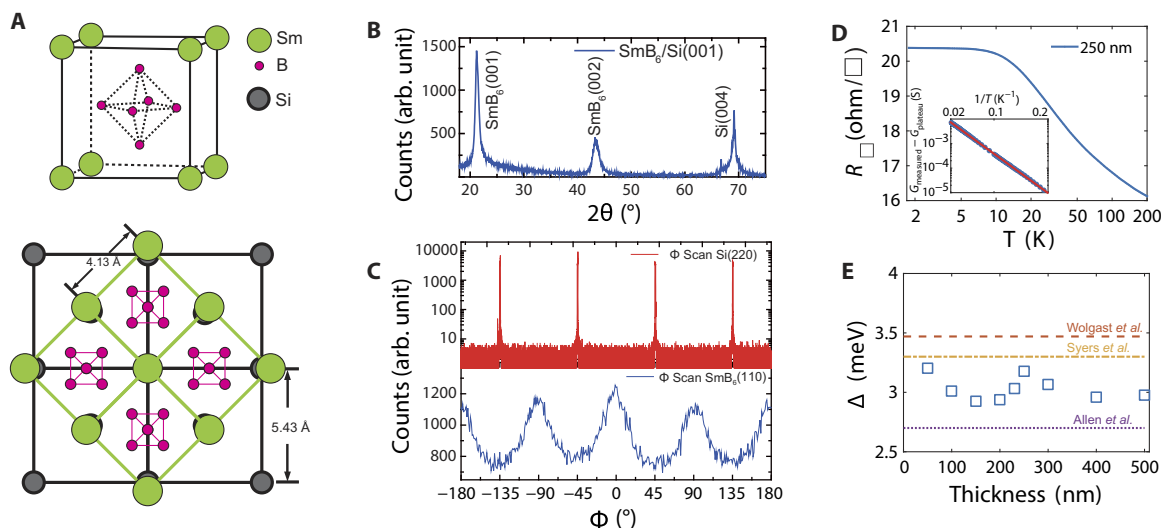 A
Sm
B
Si
4.13 Å
5.43 Å
B
SmB6/Si(001)
SmB6(001)
SmB6(002)
Si(004)
Counts (arb. unit)
1500
1000
500
20 30 40 50 60 70
2θ (°)
C
Φ Scan Si(220)
10000
1000
100
10
Φ Scan SmB6(110)
1200
1000
800
Counts (arb. unit)
−180 −135 −90 −45 0 45 90 135 180
Φ (°)
D
250 nm
R□(ohm/□)
21
20
19
18
17
16
2 5 10 20 50 100 200
T (K)
1/T (K⁻¹)
0.02 0.1 0.2
Gmeasured − Gplateau (S)
10⁻³
10⁻⁴
10⁻⁵
E
Wolgast et al.
Syers et al.
Allen et al.
Δ (meV)
4
3.5
3
2.5
0 100 200 300 400 500
Thickness (nm)